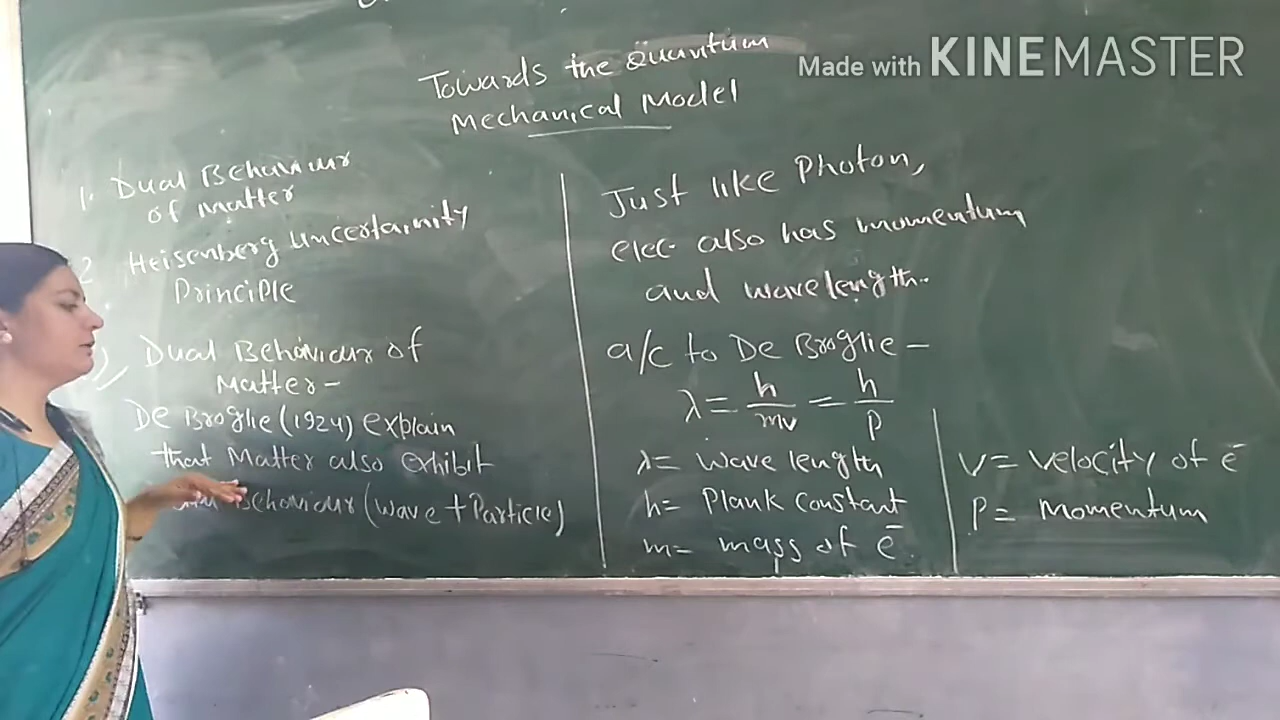 Towards the Quantum
Mechanical Model
Made with KINEMASTER
1. Dual Behaviour
of Matter
2 Heisenberg Uncertainity
Principle
1) Dual Behaviour of
Matter-
De Broglie (1924) explain
that Matter also exhibit
Behaviour (Wave + Particle)
Just like Photon,
elec. also has momentum
and wavelength..
a/c to De Broglie -
λ = h/mv = h/p
λ = Wave length
h = Plank Constant
m = mass of e⁻.
v = velocity of e⁻
p = Momentum